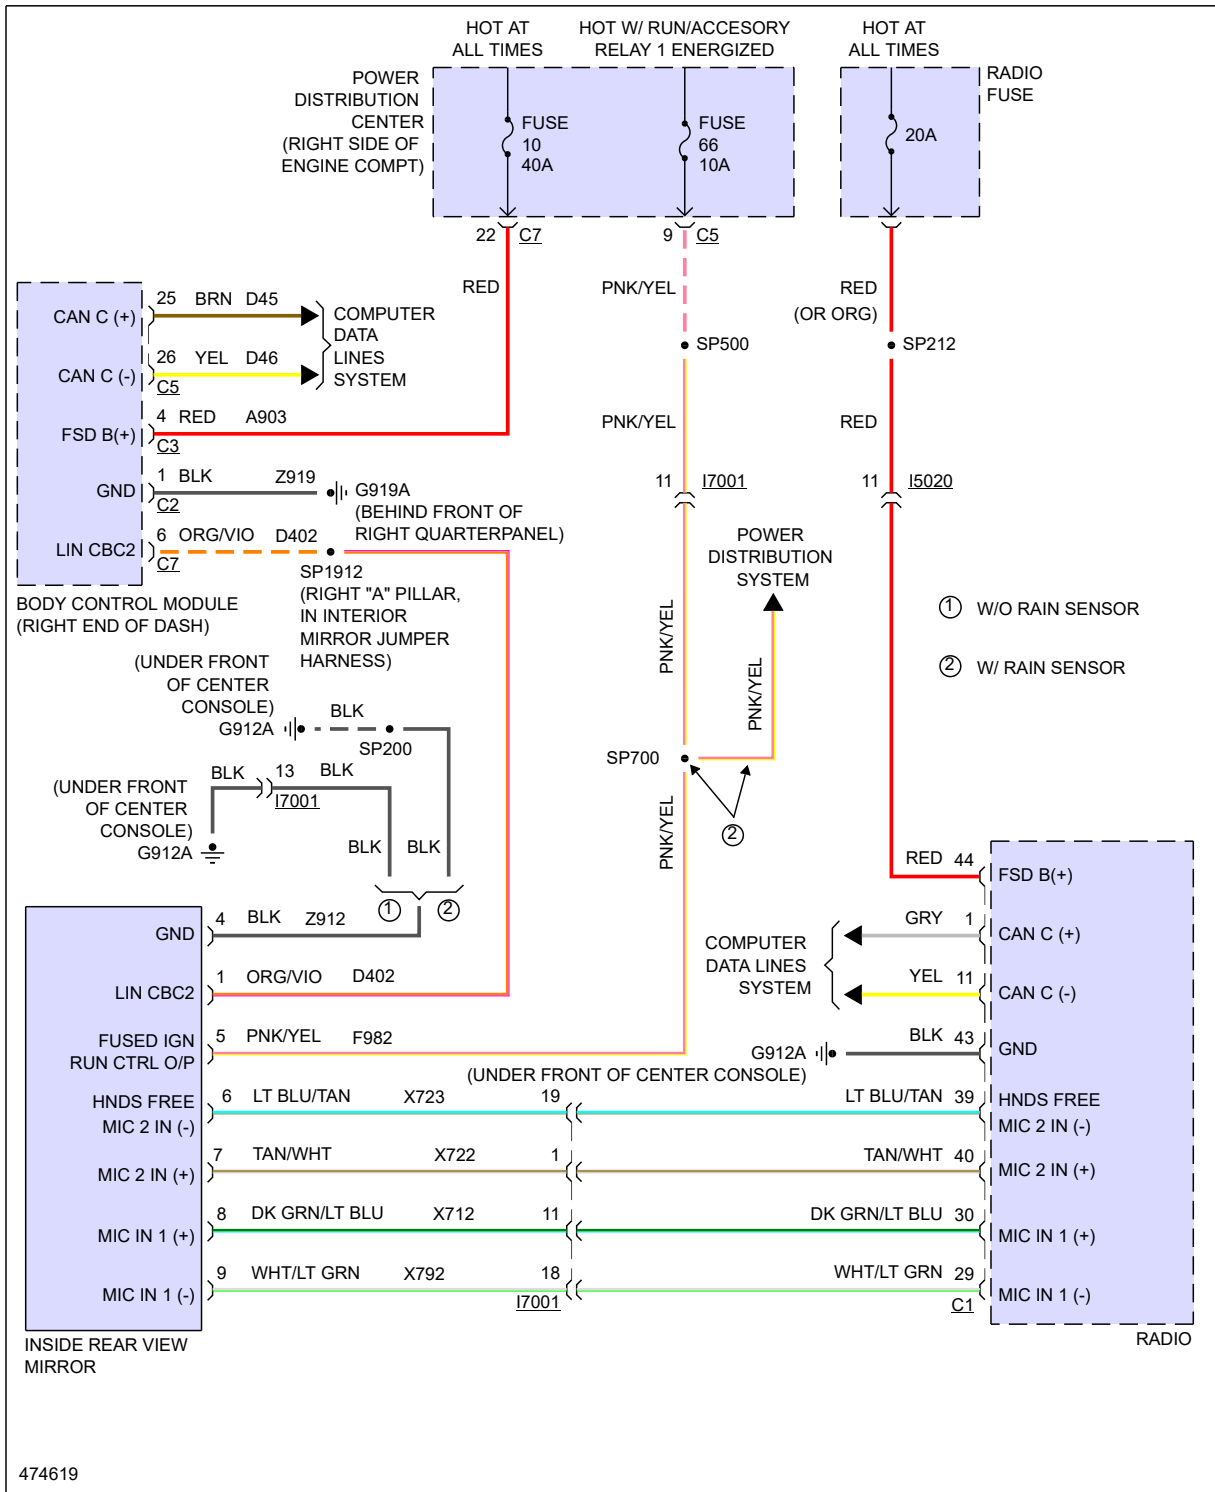 HOT AT
ALL TIMES
HOT W/ RUN/ACCESORY
RELAY 1 ENERGIZED
HOT AT
ALL TIMES
POWER
DISTRIBUTION
CENTER
(RIGHT SIDE OF
ENGINE COMPT)
FUSE
10
40A
FUSE
66
10A
20A
RADIO
FUSE
22 C7
9 C5
RED
PNK/YEL
RED
(OR ORG)
CAN C (+)
25 BRN D45
CAN C (-)
26 YEL D46
C5
COMPUTER
DATA
LINES
SYSTEM
SP500
SP212
FSD B(+)
4 RED A903
C3
PNK/YEL
RED
GND
1 BLK Z919
C2
G919A
(BEHIND FRONT OF
RIGHT QUARTERPANEL)
11 I7001
11 I5020
LIN CBC2
6 ORG/VIO D402
C7
SP1912
(RIGHT "A" PILLAR,
IN INTERIOR
MIRROR JUMPER
HARNESS)
BODY CONTROL MODULE
(RIGHT END OF DASH)
POWER
DISTRIBUTION
SYSTEM
1 W/O RAIN SENSOR
2 W/ RAIN SENSOR
PNK/YEL
PNK/YEL
(UNDER FRONT
OF CENTER
CONSOLE)
G912A
BLK
SP200
SP700
(UNDER FRONT
OF CENTER
CONSOLE)
G912A
BLK 13 BLK
I7001
BLK BLK
1 2
2
PNK/YEL
RED 44
FSD B(+)
GND
4 BLK Z912
GRY 1
CAN C (+)
COMPUTER
DATA LINES
SYSTEM
LIN CBC2
1 ORG/VIO D402
YEL 11
CAN C (-)
FUSED IGN
RUN CTRL O/P
5 PNK/YEL F982
G912A
(UNDER FRONT OF CENTER CONSOLE)
BLK 43
GND
HNDS FREE
MIC 2 IN (-)
6 LT BLU/TAN X723 19
LT BLU/TAN 39
HNDS FREE
MIC 2 IN (-)
MIC 2 IN (+)
7 TAN/WHT X722 1
TAN/WHT 40
MIC 2 IN (+)
MIC IN 1 (+)
8 DK GRN/LT BLU X712 11
DK GRN/LT BLU 30
MIC IN 1 (+)
MIC IN 1 (-)
9 WHT/LT GRN X792 18
I7001
WHT/LT GRN 29
C1
MIC IN 1 (-)
INSIDE REAR VIEW
MIRROR
RADIO
474619